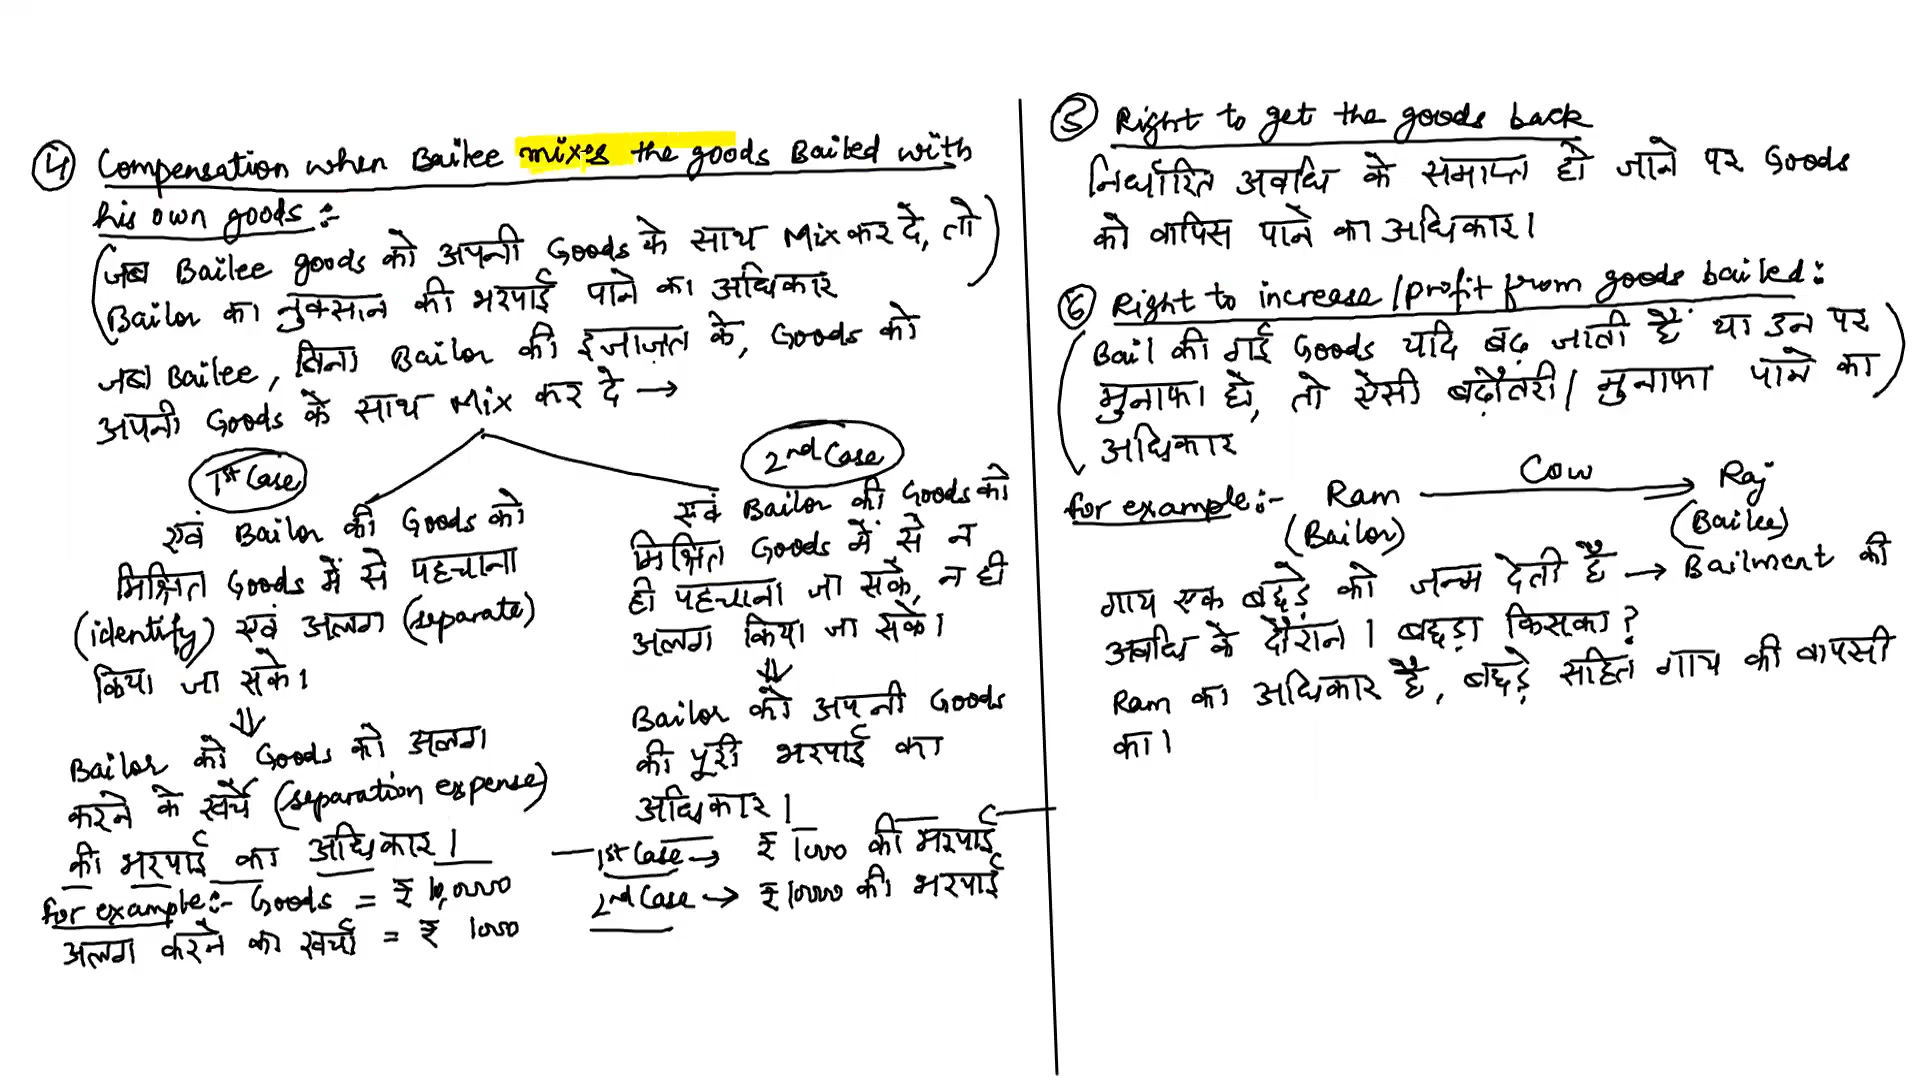 ④ Compensation when Bailee mixes the goods Bailed with
his own goods :-
(जब Bailee goods को अपनी Goods के साथ Mix कर दे, तो
Bailor का नुक्सान की भरपाई पाने का अधिकार)
जब Bailee, बिना Bailor की इजाज़त के, Goods को
अपनी Goods के साथ Mix कर दे →
1st Case
एवं Bailor की Goods को
मिश्रित Goods में से पहचाना
(identify) एवं अलग (separate)
किया जा सके।
⇓
Bailor को Goods को अलग
करने के खर्चे (separation expense)
की भरपाई का अधिकार।
for example:- Goods = ₹ 10,000
अलग करने का खर्चा = ₹ 1000
2nd Case
एवं Bailor की Goods को
मिश्रित Goods में से न
ही पहचाना जा सके, न ही
अलग किया जा सके।
⇓
Bailor को अपनी Goods
की पूरी भरपाई का
अधिकार।
1st Case → ₹ 1000 की भरपाई
2nd Case → ₹ 10000 की भरपाई
⑤ Right to get the goods back
निर्धारित अवधि के समाप्त हो जाने पर Goods
को वापिस पाने का अधिकार।
⑥ Right to increase/profit from goods bailed:
(Bail की गई Goods यदि बढ़ जाती हैं या उन पर
मुनाफा हो, तो ऐसी बढ़ौतरी/मुनाफा पाने का
अधिकार)
for example:- Ram Cow → Raj
(Bailor) (Bailee)
गाय एक बछड़े को जन्म देती है → Bailment की
अवधि के दौरान। बछड़ा किसका?
Ram का अधिकार है, बछड़े सहित गाय की वापसी
का।